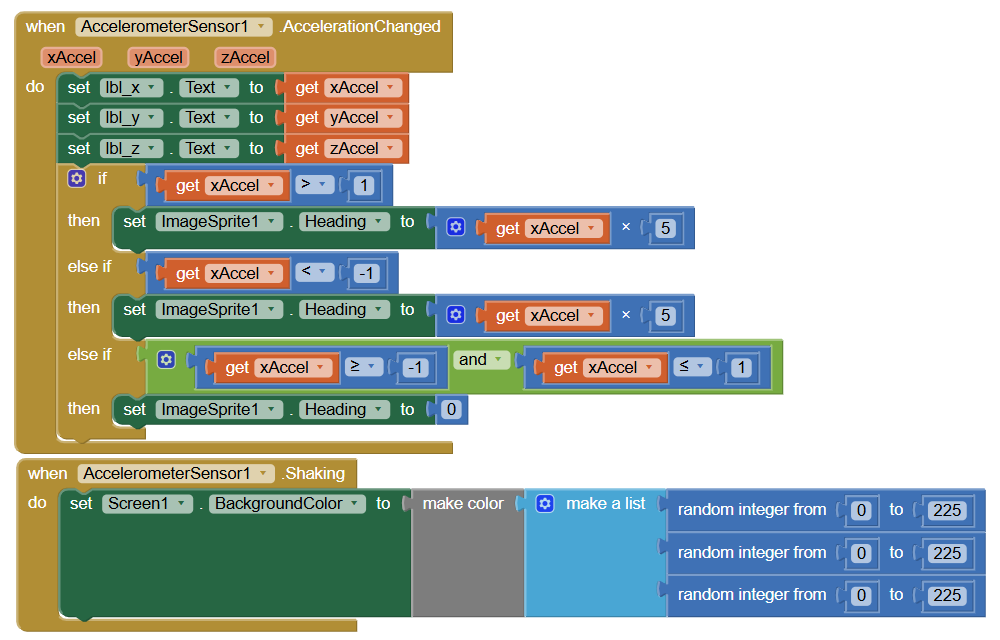 when AccelerometerSensor1 .AccelerationChanged
xAccel yAccel zAccel
do set lbl_x . Text to get xAccel
set lbl_y . Text to get yAccel
set lbl_z . Text to get zAccel
if get xAccel > 1
then set ImageSprite1 . Heading to get xAccel × 5
else if get xAccel < -1
then set ImageSprite1 . Heading to get xAccel × 5
else if get xAccel ≥ -1 and get xAccel ≤ 1
then set ImageSprite1 . Heading to 0
when AccelerometerSensor1 .Shaking
do set Screen1 . BackgroundColor to make color make a list random integer from 0 to 225
random integer from 0 to 225
random integer from 0 to 225